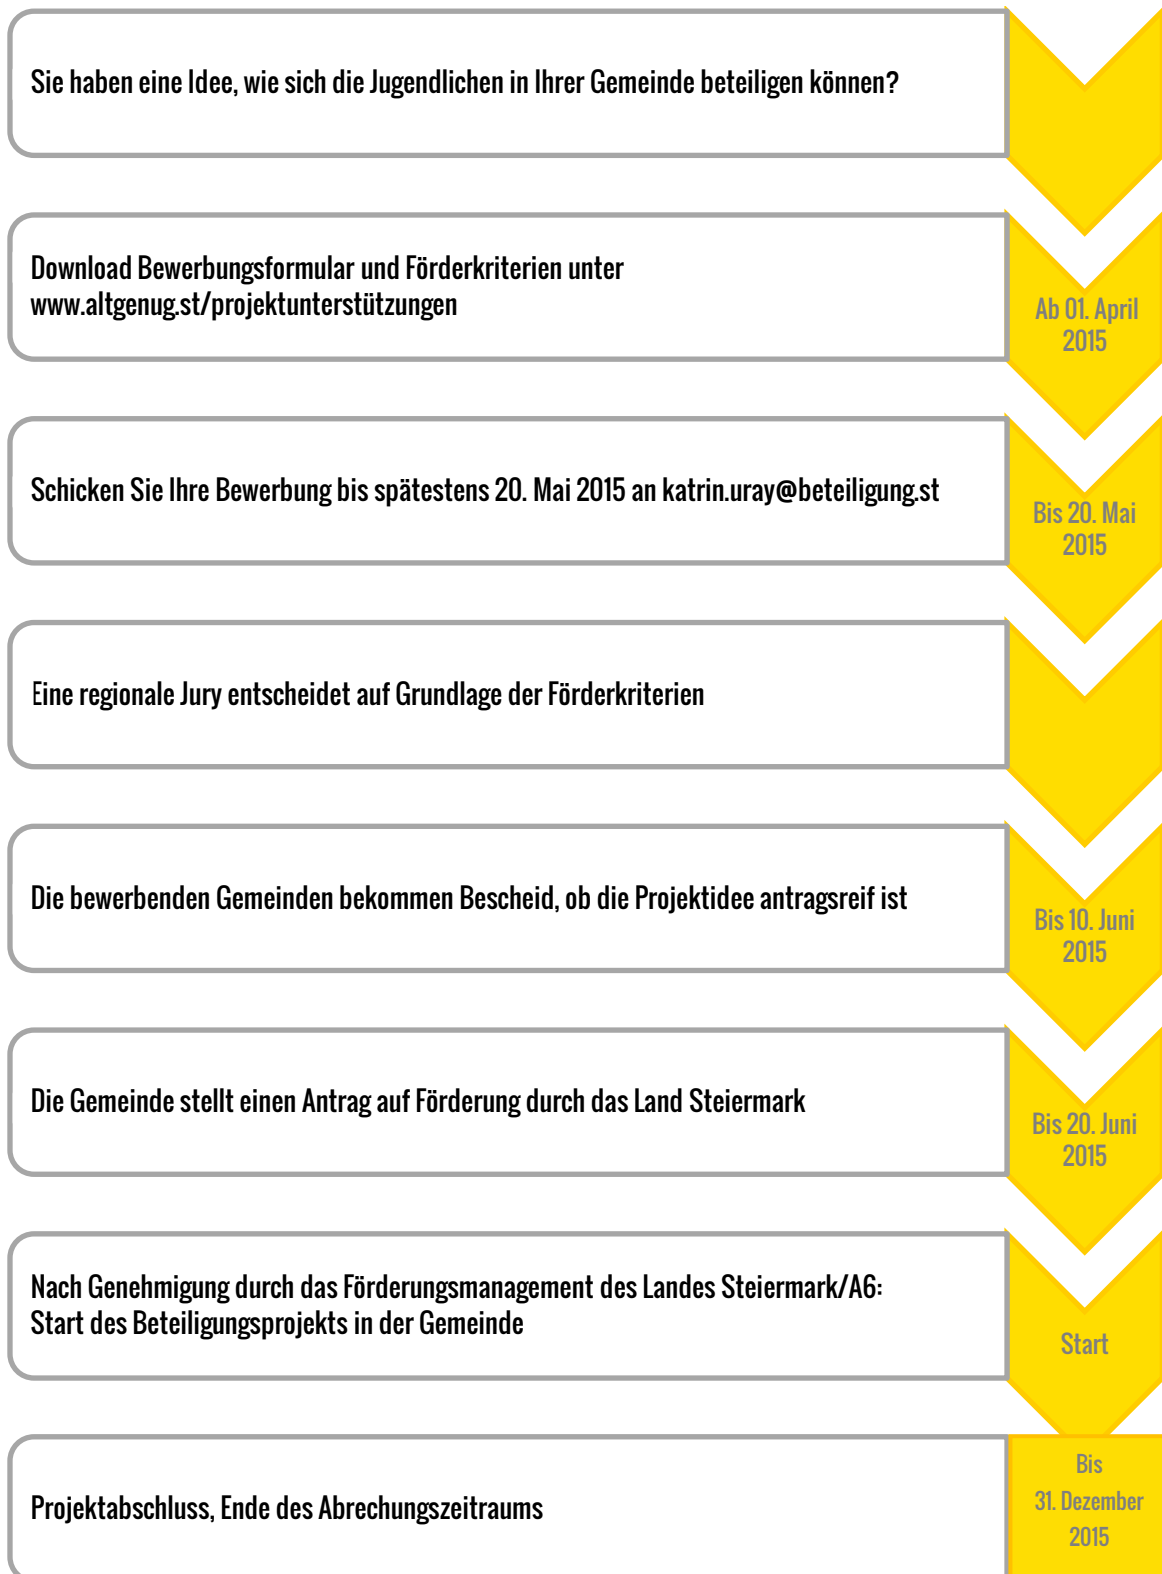 Sie haben eine Idee, wie sich die Jugendlichen in Ihrer Gemeinde beteiligen können?
Download Bewerbungsformular und Förderkriterien unter
www.altgenug.st/projektunterstützungen
Ab 01. April
2015
Schicken Sie Ihre Bewerbung bis spätestens 20. Mai 2015 an katrin.uray@beteiligung.st
Bis 20. Mai
2015
Eine regionale Jury entscheidet auf Grundlage der Förderkriterien
Die bewerbenden Gemeinden bekommen Bescheid, ob die Projektidee antragsreif ist
Bis 10. Juni
2015
Die Gemeinde stellt einen Antrag auf Förderung durch das Land Steiermark
Bis 20. Juni
2015
Nach Genehmigung durch das Förderungsmanagement des Landes Steiermark/A6:
Start des Beteiligungsprojekts in der Gemeinde
Start
Projektabschluss, Ende des Abrechungszeitraums
Bis
31. Dezember
2015